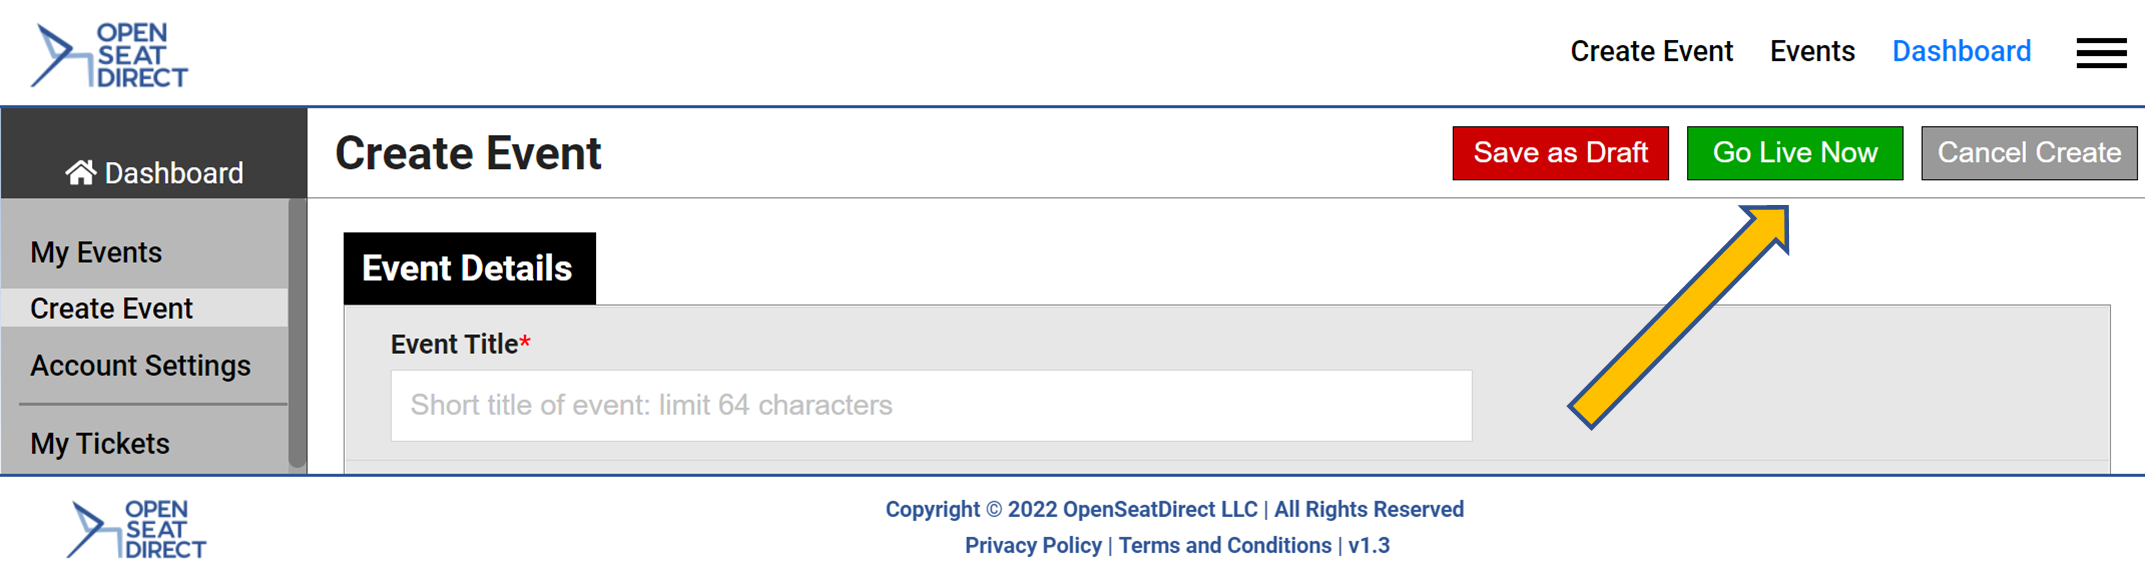 OPEN
SEAT
DIRECT
Create Event Events Dashboard
Dashboard
Create Event
Save as Draft Go Live Now Cancel Create
My Events
Create Event
Account Settings
My Tickets
Event Details
Event Title*
Short title of event: limit 64 characters
OPEN
SEAT
DIRECT
Copyright © 2022 OpenSeatDirect LLC | All Rights Reserved
Privacy Policy | Terms and Conditions | v1.3